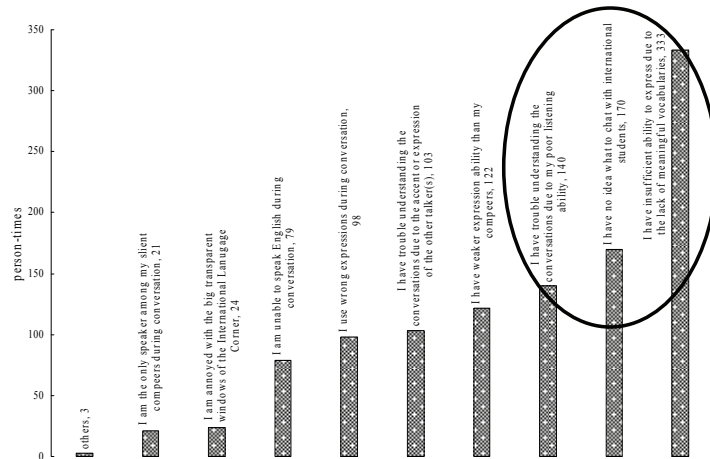 350
300
250
200
150
100
50
0
person-times
others, 3
I am the only speaker among my slient
compeers during conversation, 21
I am annoyed with the big transparent
windows of the International Lanugage
Corner, 24
I am unable to speak English during
conversation, 79
I use wrong expressions during conversation,
98
I have trouble understanding the
conversations due to the accent or expression
of the other talker(s), 103
I have weaker expression ability than my
compeers, 122
I have trouble understanding the
conversations due to my poor listening
ability, 140
I have no idea what to chat with international
students, 170
I have insufficient ability to express due to
the lack of meaningful vocabularies, 333